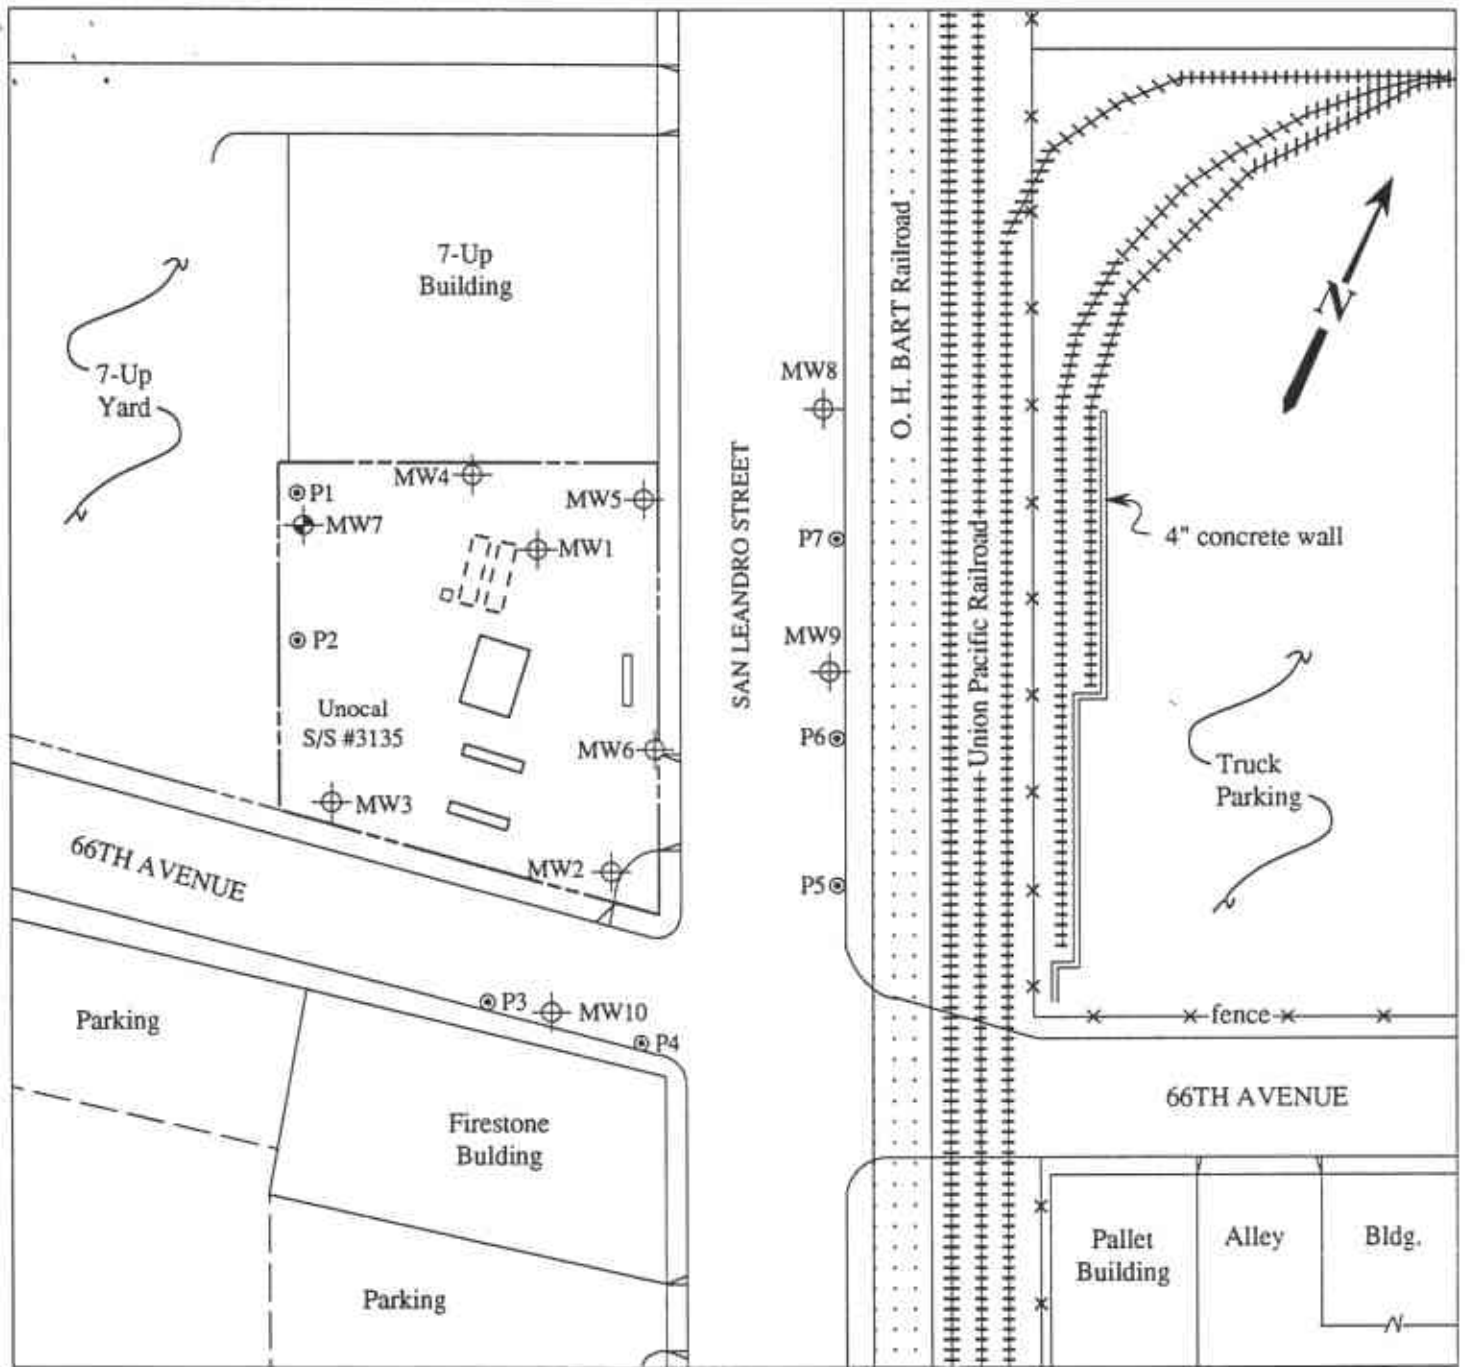 7-Up
Building
7-Up
Yard
O. H. BART Railroad
N
MW8
MW4
MW5
P1
MW7
MW1
SAN LEANDRO STREET
P7
4" concrete wall
P2
MW9
Union Pacific Railroad
Unocal
S/S #3135
MW6
P6
Truck
Parking
MW3
66TH AVENUE
MW2
P5
P3
MW10
P4
Parking
fence
66TH AVENUE
Firestone
Bulding
Pallet
Building
Alley
Bldg.
Parking